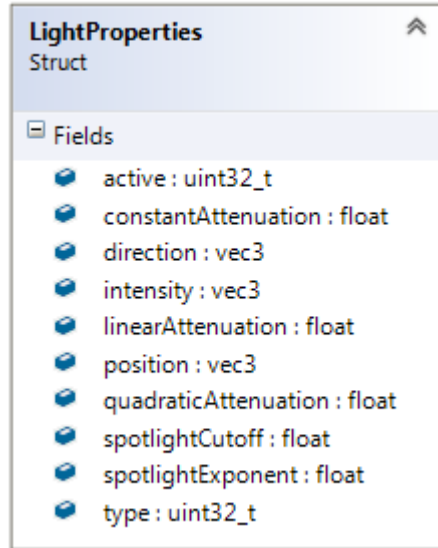 LightProperties
Struct
Fields
active : uint32_t
constantAttenuation : float
direction : vec3
intensity : vec3
linearAttenuation : float
position : vec3
quadraticAttenuation : float
spotlightCutoff : float
spotlightExponent : float
type : uint32_t